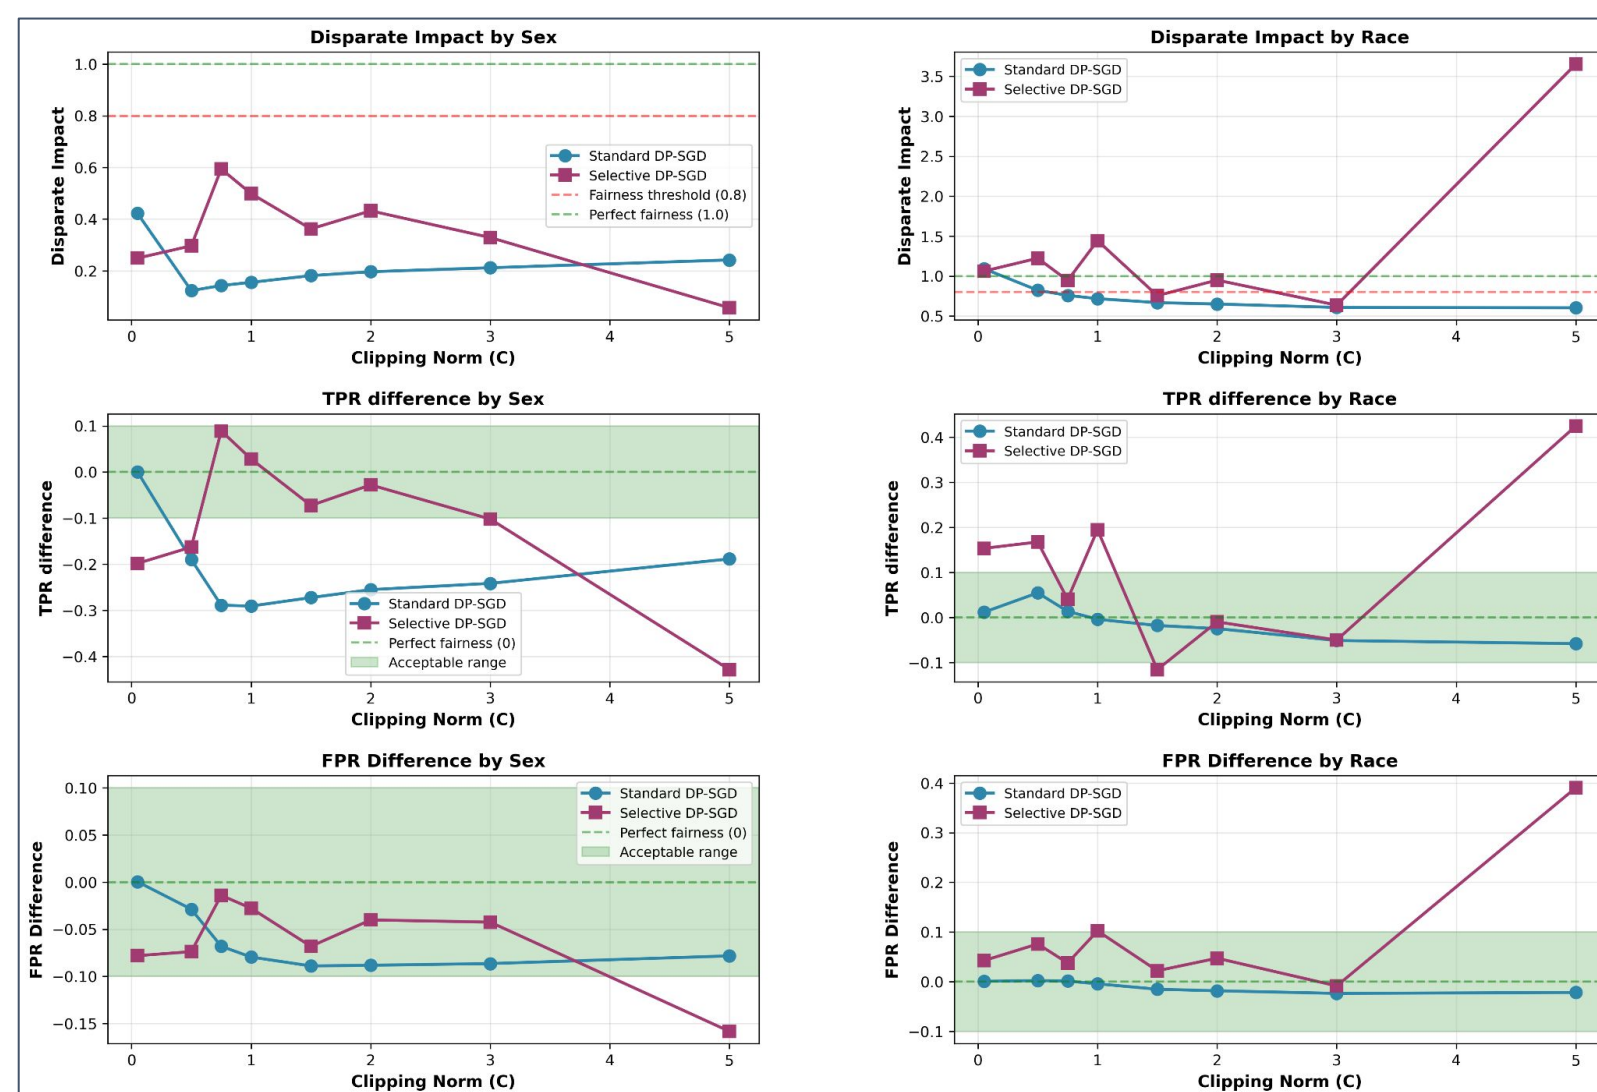 Disparate Impact by Sex
Disparate Impact
1.0
0.8
0.6
0.4
0.2
Standard DP-SGD
Selective DP-SGD
Fairness threshold (0.8)
Perfect fairness (1.0)
0 1 2 3 4 5
Clipping Norm (C)
Disparate Impact by Race
Disparate Impact
3.5
3.0
2.5
2.0
1.5
1.0
0.5
Standard DP-SGD
Selective DP-SGD
0 1 2 3 4 5
Clipping Norm (C)
TPR difference by Sex
TPR difference
0.1
0.0
−0.1
−0.2
−0.3
−0.4
Standard DP-SGD
Selective DP-SGD
Perfect fairness (0)
Acceptable range
0 1 2 3 4 5
Clipping Norm (C)
TPR difference by Race
TPR difference
0.4
0.3
0.2
0.1
0.0
−0.1
Standard DP-SGD
Selective DP-SGD
0 1 2 3 4 5
Clipping Norm (C)
FPR Difference by Sex
FPR Difference
0.10
0.05
0.00
−0.05
−0.10
−0.15
Standard DP-SGD
Selective DP-SGD
Perfect fairness (0)
Acceptable range
0 1 2 3 4 5
Clipping Norm (C)
FPR Difference by Race
FPR Difference
0.4
0.3
0.2
0.1
0.0
−0.1
Standard DP-SGD
Selective DP-SGD
0 1 2 3 4 5
Clipping Norm (C)